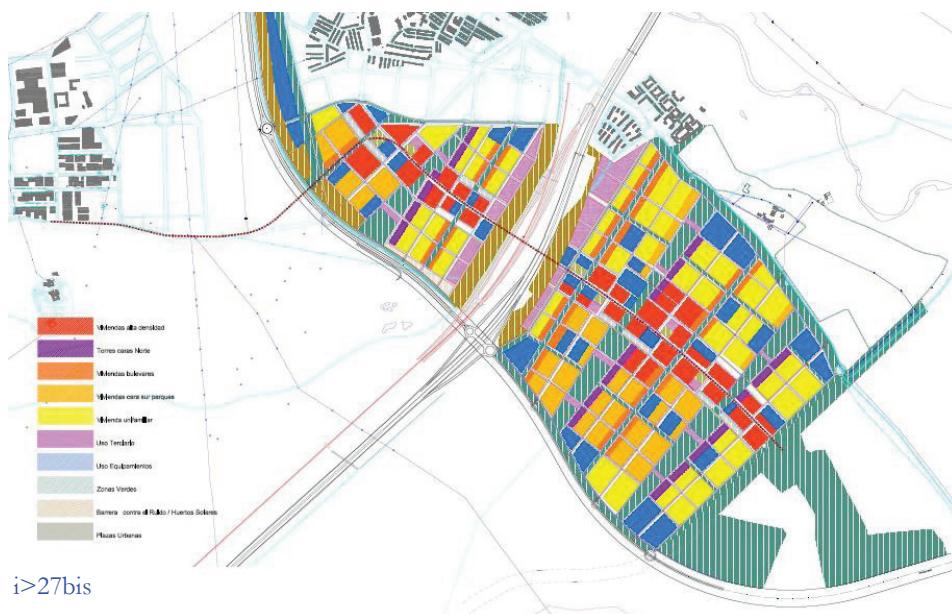 Viviendas alta densidad
Torres caras Norte
Viviendas bulevares
Viviendas cara sur parques
Vivienda unifamiliar
Uso Terciario
Uso Equipamientos
Zonas Verdes
Barrera contra el Ruido / Huertos Solares
Plazas Urbanas
i>27bis